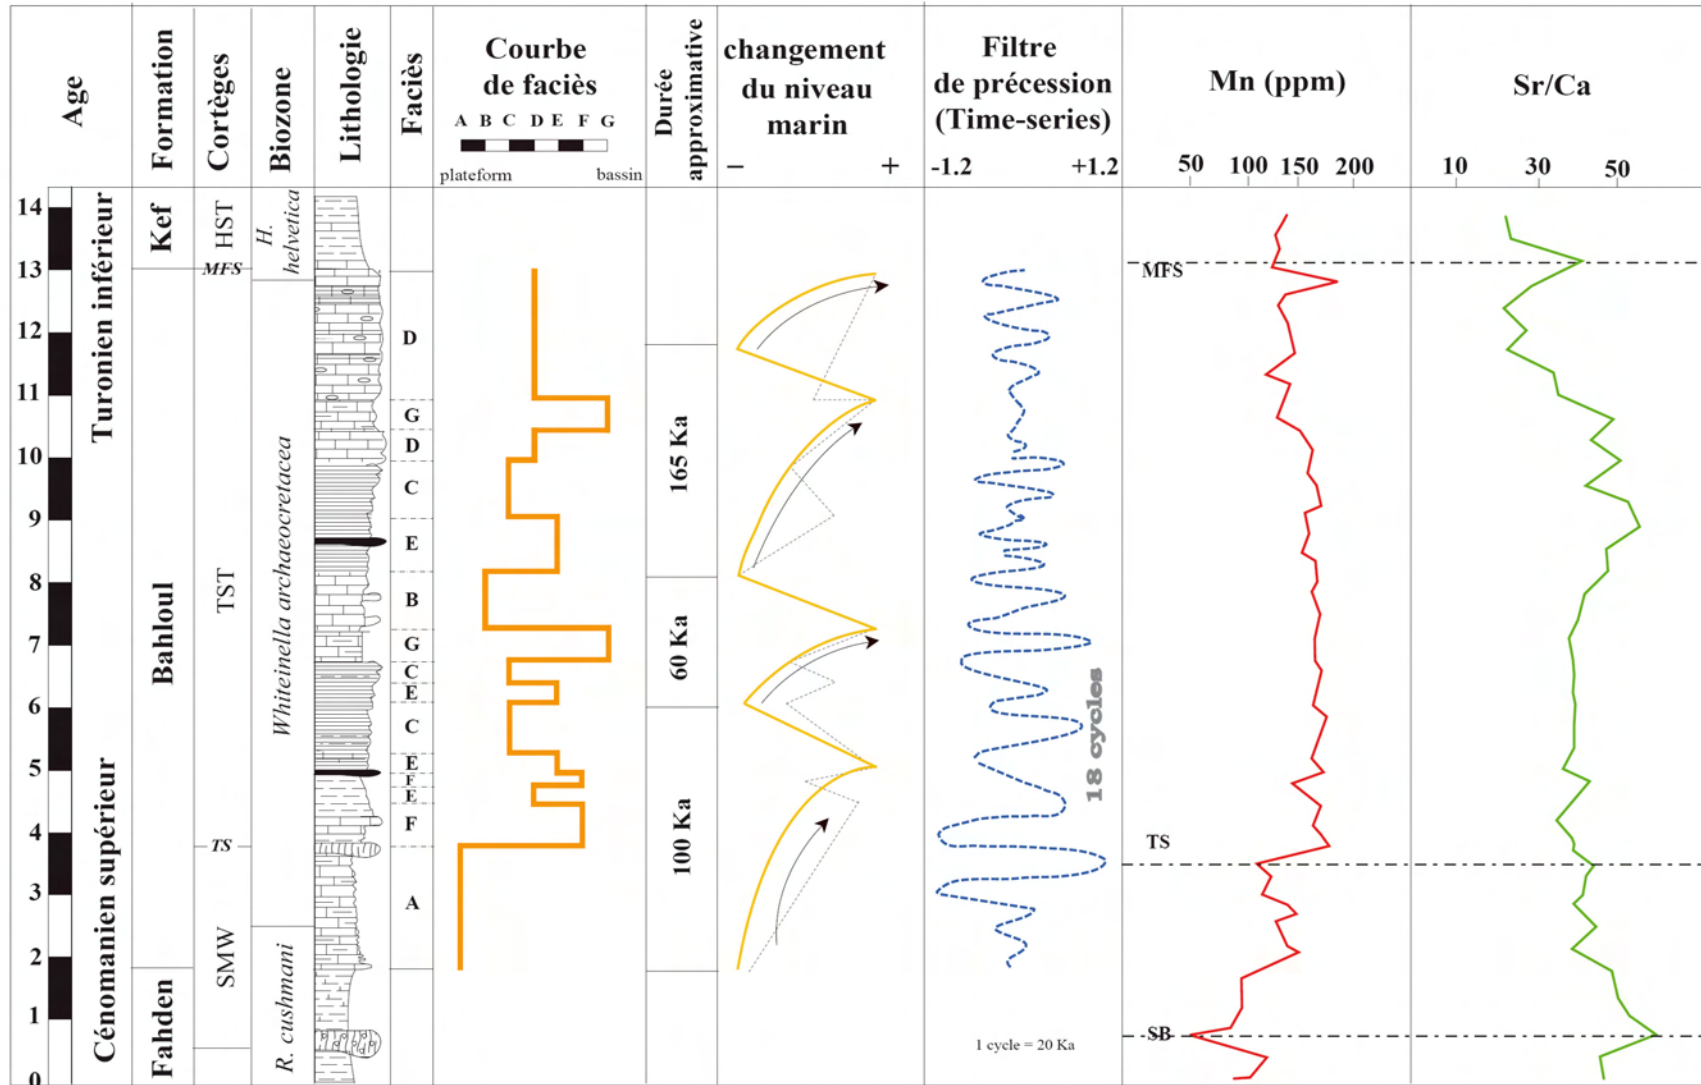 Age
Formation
Cortèges
Biozone
Lithologie
Faciès
Courbe
de faciès
A B C D E F G
plateform bassin
Durée
approximative
changement
du niveau
marin
– +
Filtre
de précession
(Time-series)
-1.2 +1.2
Mn (ppm)
50 100 150 200
Sr/Ca
10 30 50
14
13
12
11
10
9
8
7
6
5
4
3
2
1
0
Turonien inférieur
Cénomanien supérieur
Kef
Bahloul
Fahden
HST
MFS
TST
TS
SMW
H.
helvetica
Whiteinella archaeocretacea
R. cushmani
D
G
D
C
E
B
G
C
E
C
E
F
E
F
A
165 Ka
60 Ka
100 Ka
18 cycles
1 cycle = 20 Ka
MFS
TS
SB